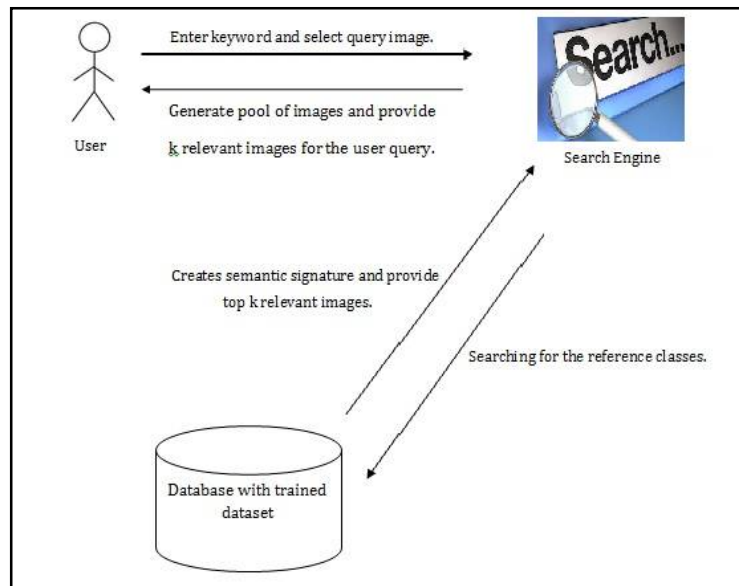 Enter keyword and select query image.
Search...
Generate pool of images and provide
k relevant images for the user query.
User
Search Engine
Creates semantic signature and provide
top k relevant images.
Searching for the reference classes.
Database with trained
dataset